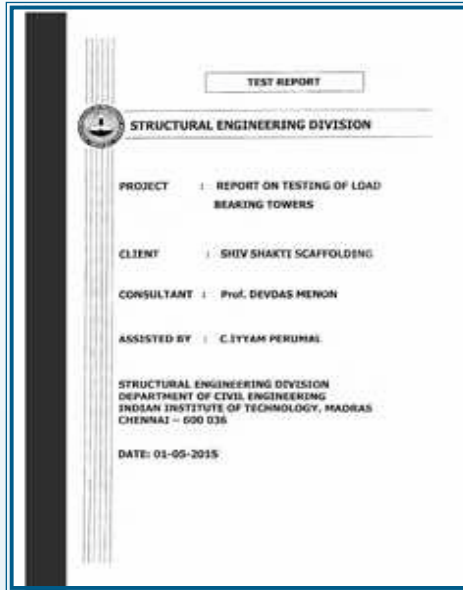 TEST REPORT
STRUCTURAL ENGINEERING DIVISION
PROJECT : REPORT ON TESTING OF LOAD
BEARING TOWERS
CLIENT : SHIV SHAKTI SCAFFOLDING
CONSULTANT : Prof. DEVDAS MENON
ASSISTED BY : C.IYYAM PERUMAL
STRUCTURAL ENGINEERING DIVISION
DEPARTMENT OF CIVIL ENGINEERING
INDIAN INSTITUTE OF TECHNOLOGY, MADRAS
CHENNAI – 600 036
DATE: 01-05-2015